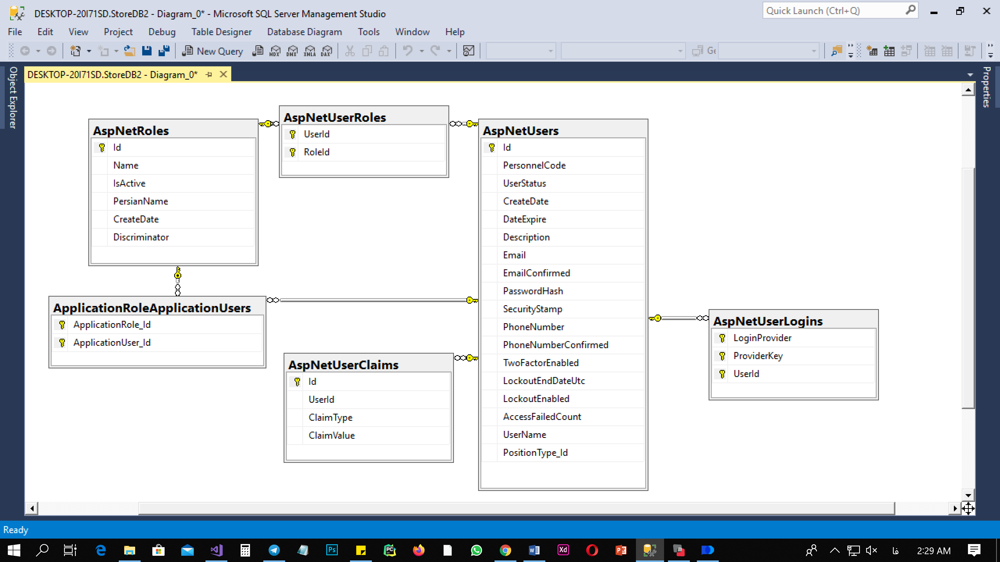 DESKTOP-20I71SD.StoreDB2 - Diagram_0* - Microsoft SQL Server Management Studio
Quick Launch (Ctrl+Q)
File Edit View Project Debug Table Designer Database Diagram Tools Window Help
New Query
MDX
DMX
XMLA
DAX
Object Explorer
DESKTOP-20I71SD.StoreDB2 - Diagram_0*
Properties
AspNetRoles
Id
Name
IsActive
PersianName
CreateDate
Discriminator
AspNetUserRoles
UserId
RoleId
AspNetUsers
Id
PersonnelCode
UserStatus
CreateDate
DateExpire
Description
Email
EmailConfirmed
PasswordHash
SecurityStamp
PhoneNumber
PhoneNumberConfirmed
TwoFactorEnabled
LockoutEndDateUtc
LockoutEnabled
AccessFailedCount
UserName
PositionType_Id
ApplicationRoleApplicationUsers
ApplicationRole_Id
ApplicationUser_Id
AspNetUserClaims
Id
UserId
ClaimType
ClaimValue
AspNetUserLogins
LoginProvider
ProviderKey
UserId
Ready
Ps
PC
Xd
فا
2:29 AM